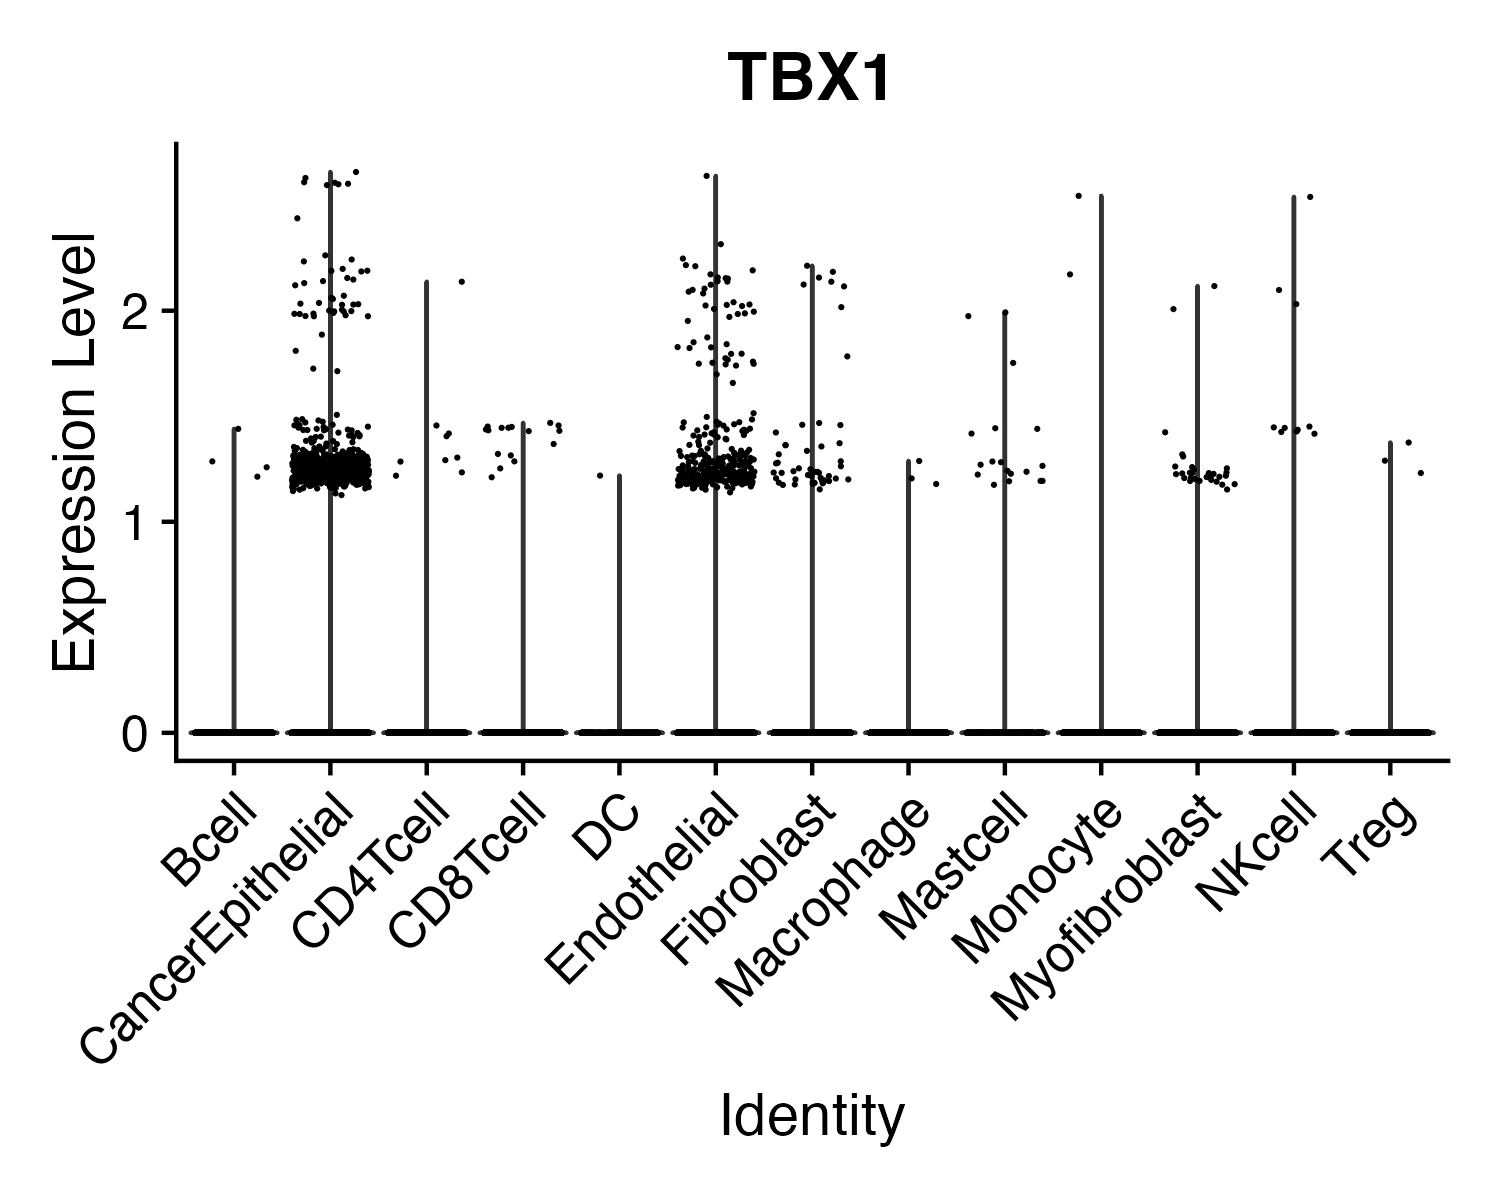 TBX1
Expression Level
2
1
0
Bcell
CancerEpithelial
CD4Tcell
CD8Tcell
DC
Endothelial
Fibroblast
Macrophage
Mastcell
Monocyte
Myofibroblast
NKcell
Treg
Identity